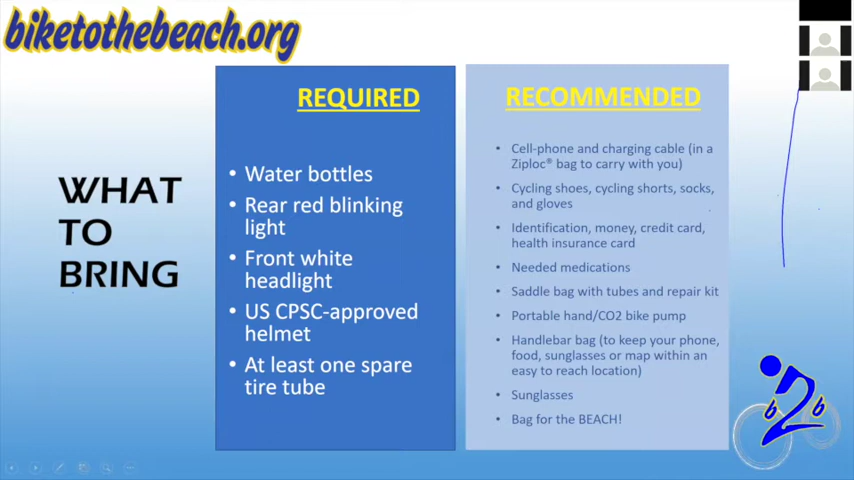 biketothebeach.org
WHAT
TO
BRING
REQUIRED
• Water bottles
• Rear red blinking
light
• Front white
headlight
• US CPSC-approved
helmet
• At least one spare
tire tube
RECOMMENDED
• Cell-phone and charging cable (in a
Ziploc® bag to carry with you)
• Cycling shoes, cycling shorts, socks,
and gloves
• Identification, money, credit card,
health insurance card
• Needed medications
• Saddle bag with tubes and repair kit
• Portable hand/CO2 bike pump
• Handlebar bag (to keep your phone,
food, sunglasses or map within an
easy to reach location)
• Sunglasses
• Bag for the BEACH!
b2b